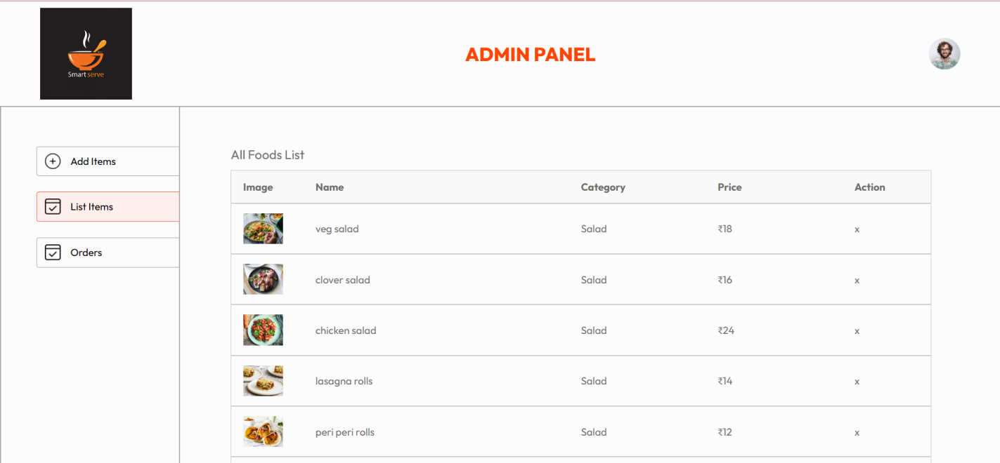 Smart serve
ADMIN PANEL
Add Items
List Items
Orders
All Foods List
Image Name Category Price Action
veg salad Salad ₹18 x
clover salad Salad ₹16 x
chicken salad Salad ₹24 x
lasagna rolls Salad ₹14 x
peri peri rolls Salad ₹12 x